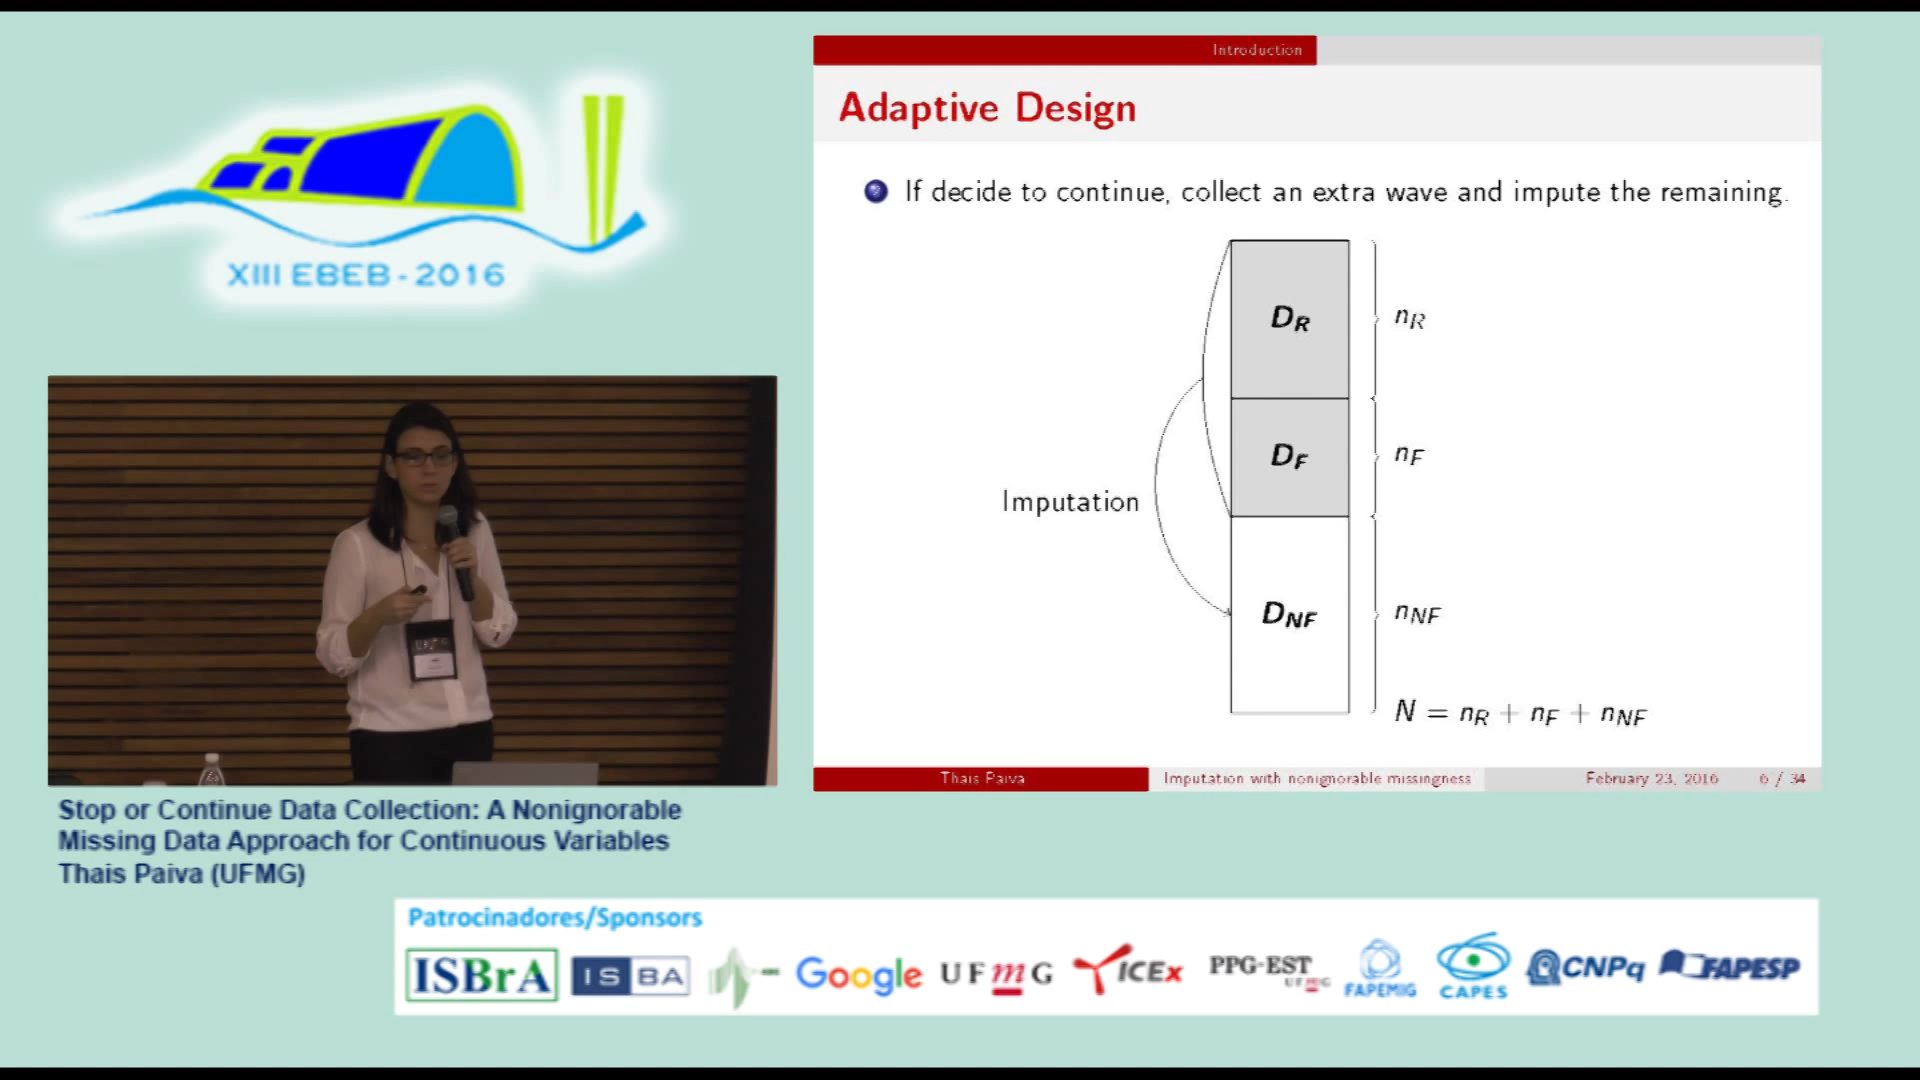 XIII EBEB - 2016
Introduction
Adaptive Design
2 If decide to continue, collect an extra wave and impute the remaining.
D_R n_R
D_F n_F
Imputation
D_NF n_NF
N = n_R + n_F + n_NF
Thais Paiva Imputation with nonignorable missingness February 23, 2016 6 / 34
Stop or Continue Data Collection: A Nonignorable
Missing Data Approach for Continuous Variables
Thais Paiva (UFMG)
Patrocinadores/Sponsors
ISBrA ISBA Google UFmG ICEx PPG-EST UFmG FAPEMIG CAPES CNPq FAPESP